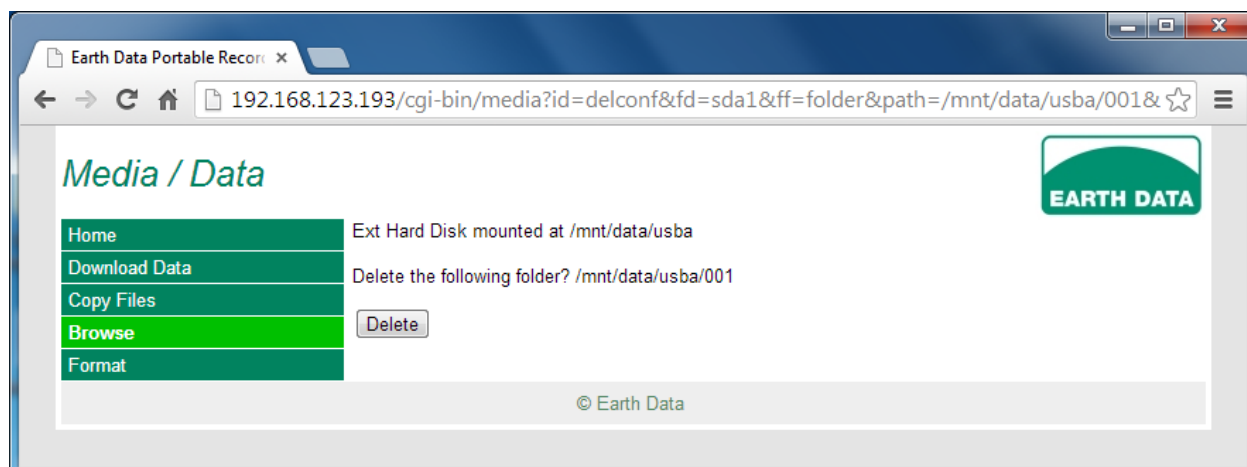 Earth Data Portable Recor
192.168.123.193/cgi-bin/media?id=delconf&fd=sda1&ff=folder&path=/mnt/data/usba/001&
Media / Data
EARTH DATA
Home
Download Data
Copy Files
Browse
Format
Ext Hard Disk mounted at /mnt/data/usba
Delete the following folder? /mnt/data/usba/001
Delete
© Earth Data